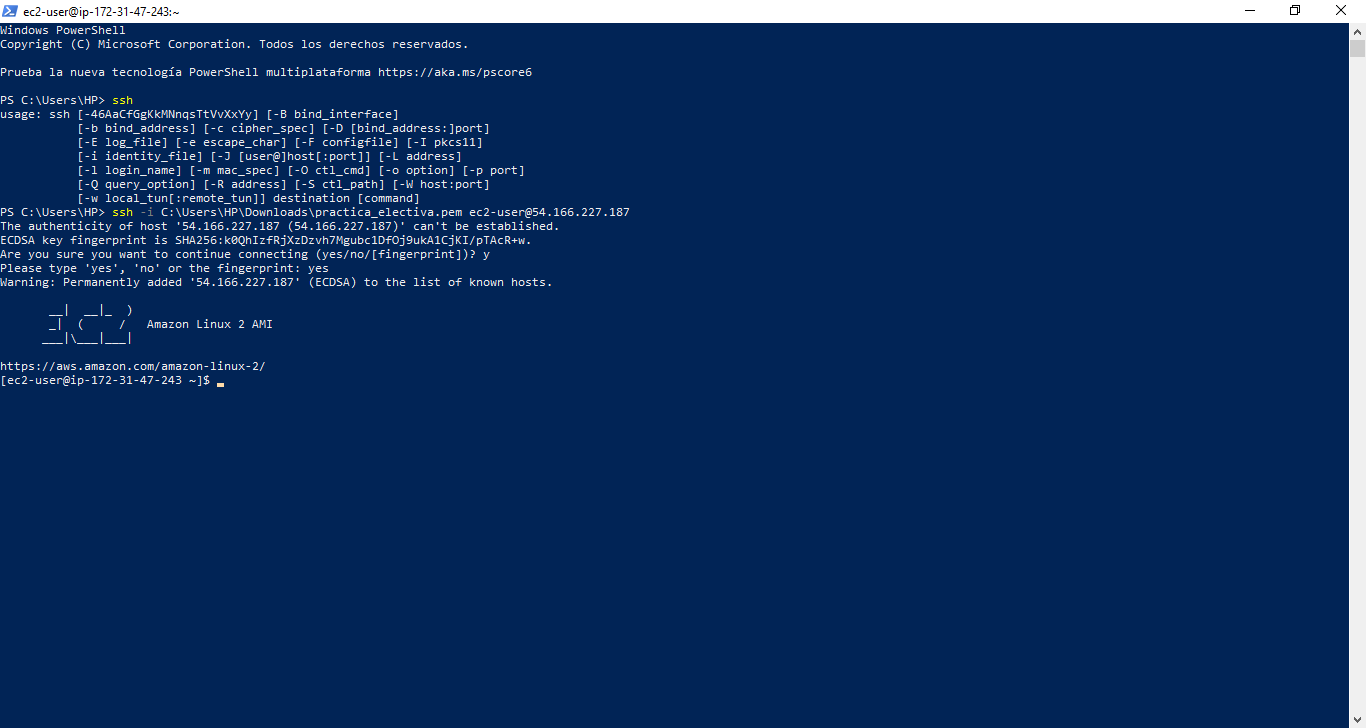 ec2-user@ip-172-31-47-243:~
Windows PowerShell
Copyright (C) Microsoft Corporation. Todos los derechos reservados.
Prueba la nueva tecnología PowerShell multiplataforma https://aka.ms/pscore6
PS C:\Users\HP> ssh
usage: ssh [-46AaCfGgKkMNnqsTtVvXxYy] [-B bind_interface]
           [-b bind_address] [-c cipher_spec] [-D [bind_address:]port]
           [-E log_file] [-e escape_char] [-F configfile] [-I pkcs11]
           [-i identity_file] [-J [user@]host[:port]] [-L address]
           [-l login_name] [-m mac_spec] [-O ctl_cmd] [-o option] [-p port]
           [-Q query_option] [-R address] [-S ctl_path] [-W host:port]
           [-w local_tun[:remote_tun]] destination [command]
PS C:\Users\HP> ssh -i C:\Users\HP\Downloads\practica_electiva.pem ec2-user@54.166.227.187
The authenticity of host '54.166.227.187 (54.166.227.187)' can't be established.
ECDSA key fingerprint is SHA256:k0QhIzfRjXzDzvh7Mgubc1DfOj9ukA1CjKI/pTAcR+w.
Are you sure you want to continue connecting (yes/no/[fingerprint])? y
Please type 'yes', 'no' or the fingerprint: yes
Warning: Permanently added '54.166.227.187' (ECDSA) to the list of known hosts.
       __|  __|_  )
       _|  (     /   Amazon Linux 2 AMI
      ___|\___|___|
https://aws.amazon.com/amazon-linux-2/
[ec2-user@ip-172-31-47-243 ~]$